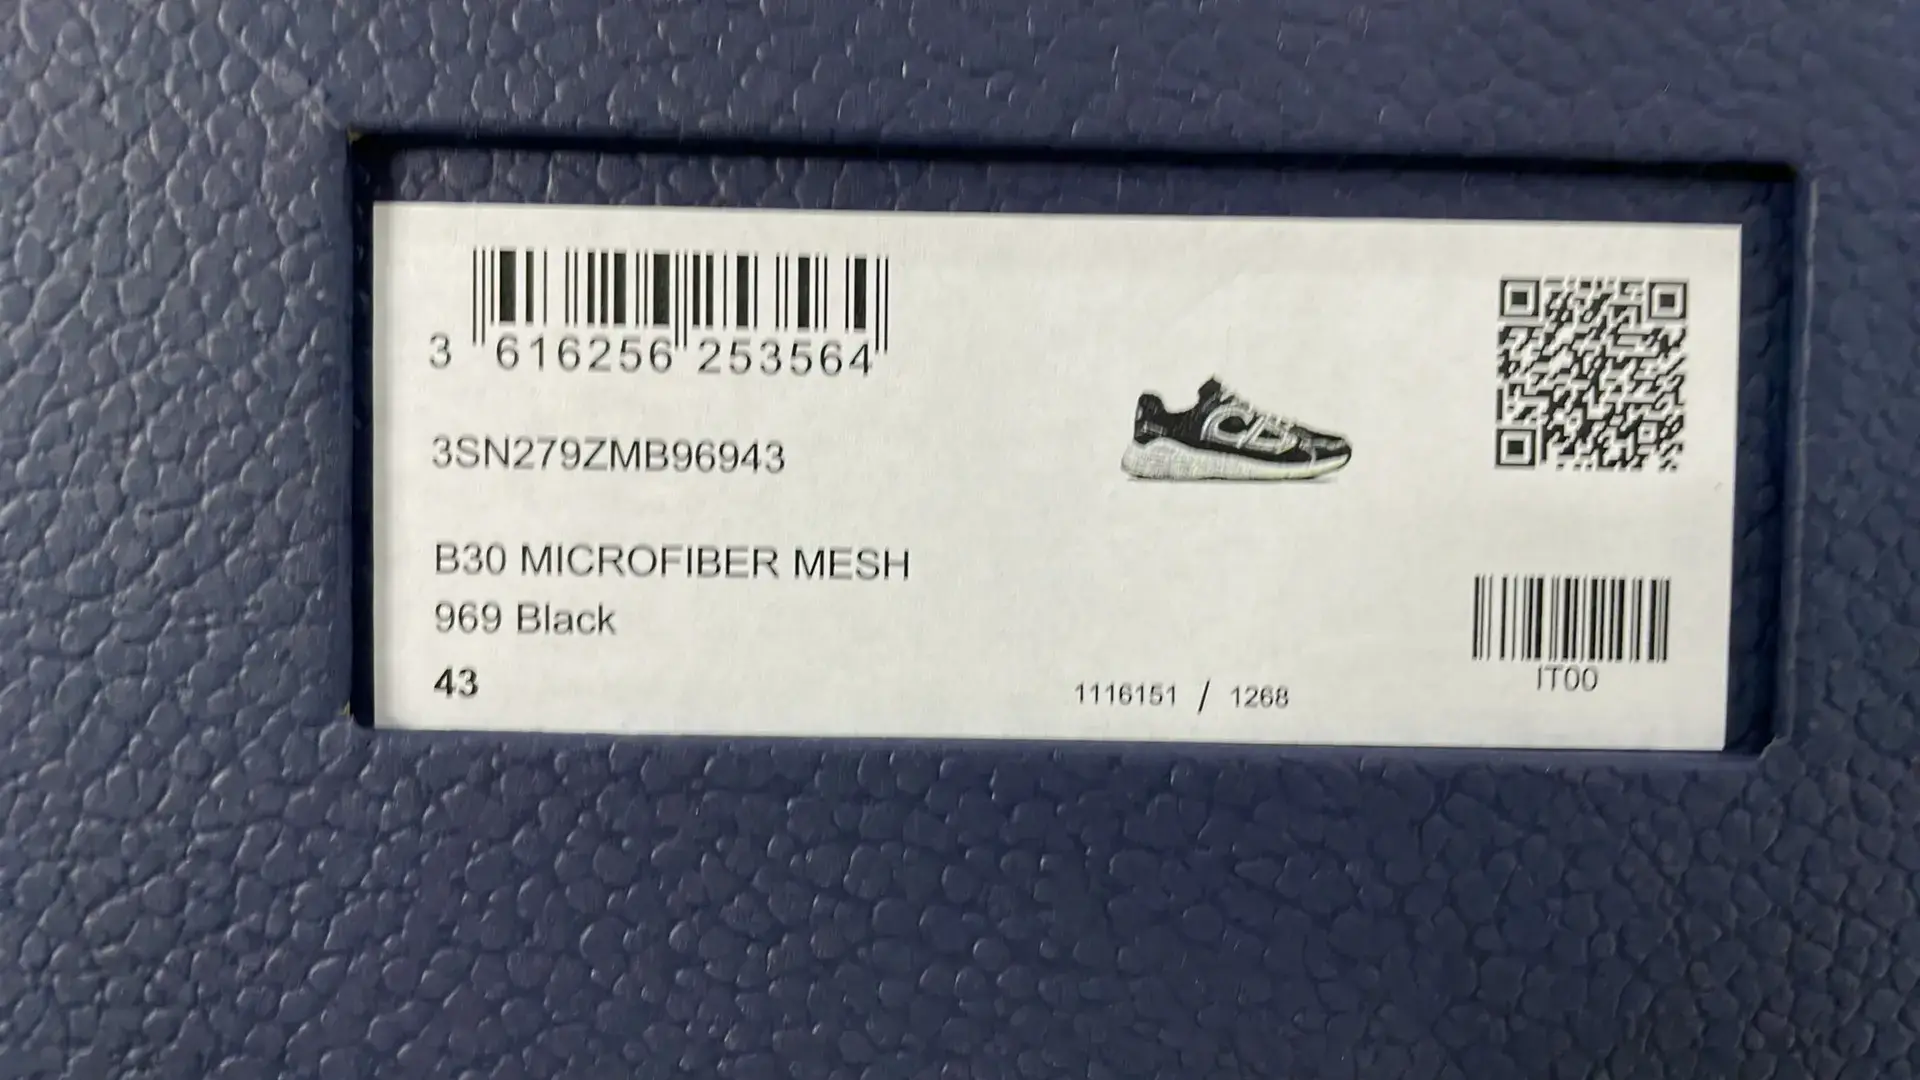 3 616256 253564
3SN279ZMB96943
B30 MICROFIBER MESH
969 Black
43
1116151 / 1268
IT00